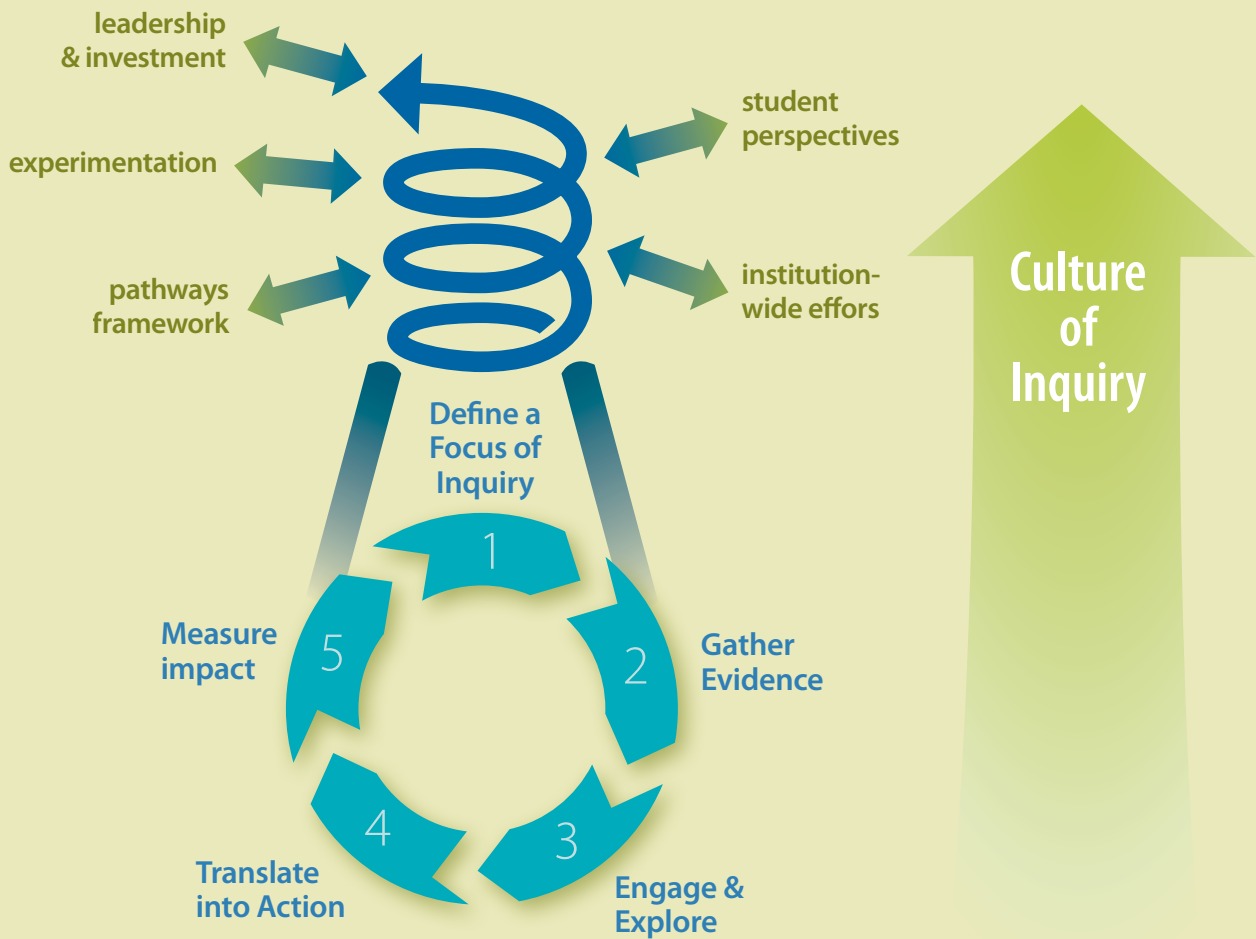 leadership
& investment
experimentation
pathways
framework
student
perspectives
institution-
wide effors
Culture
of
Inquiry
Define a
Focus of
Inquiry
1
2
Gather
Evidence
3
Engage &
Explore
4
Translate
into Action
5
Measure
impact